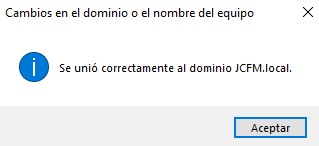 Cambios en el dominio o el nombre del equipo
Se unió correctamente al dominio JCFM.local.
Aceptar